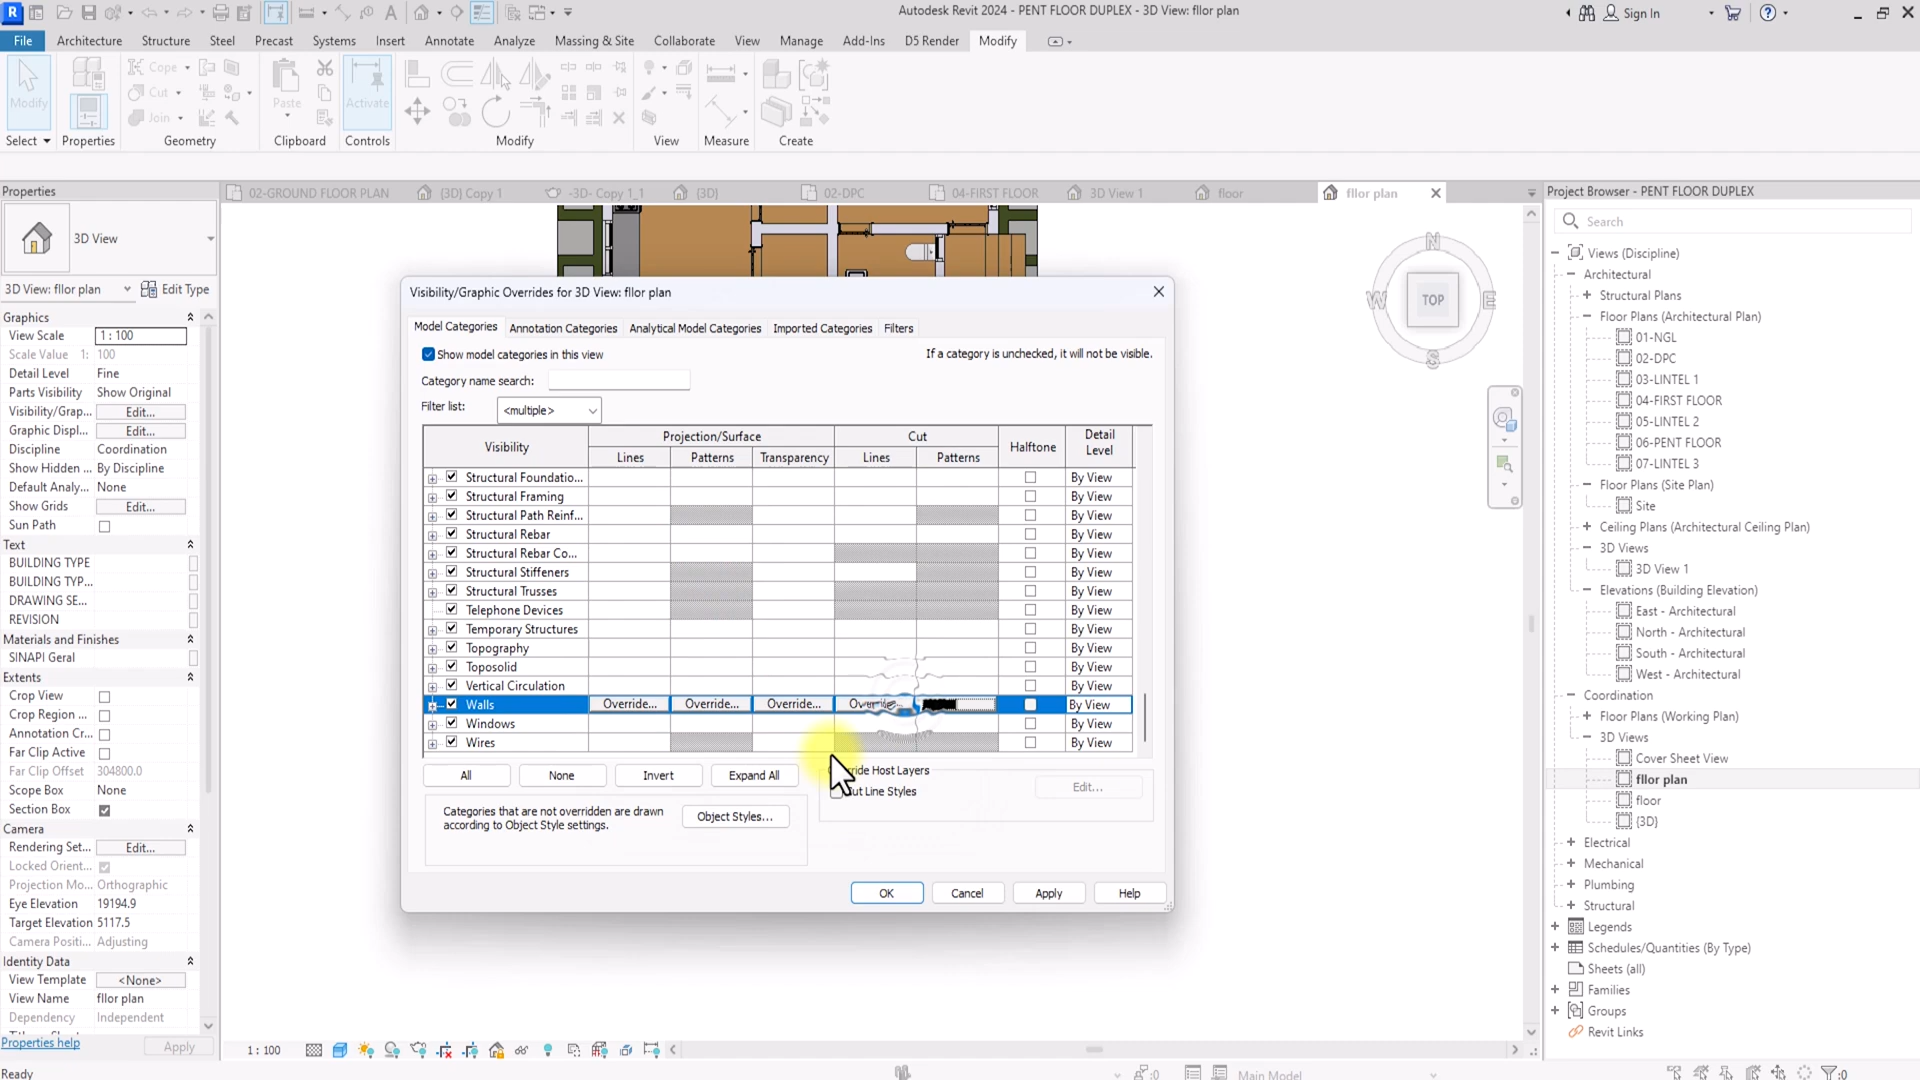 Autodesk Revit 2024 - PENT FLOOR DUPLEX - 3D View: fllor plan
Sign In
File Architecture Structure Steel Precast Systems Insert Annotate Analyze Massing & Site Collaborate View Manage Add-Ins D5 Render Modify
Modify
Cope
Cut
Join
Paste
Activate
Select Properties Geometry Clipboard Controls Modify View Measure Create
Properties
3D View
3D View: fllor plan Edit Type
Graphics
View Scale 1 : 100
Scale Value 1: 100
Detail Level Fine
Parts Visibility Show Original
Visibility/Grap... Edit...
Graphic Displ... Edit...
Discipline Coordination
Show Hidden ... By Discipline
Default Analy... None
Show Grids Edit...
Sun Path
Text
BUILDING TYPE
BUILDING TYP...
DRAWING SE...
REVISION
Materials and Finishes
SINAPI Geral
Extents
Crop View
Crop Region ...
Annotation Cr...
Far Clip Active
Far Clip Offset 304800.0
Scope Box None
Section Box
Camera
Rendering Set... Edit...
Locked Orient...
Projection Mo... Orthographic
Eye Elevation 19194.9
Target Elevation 5117.5
Camera Positi... Adjusting
Identity Data
View Template <None>
View Name fllor plan
Dependency Independent
Properties help Apply
Ready
02-GROUND FLOOR PLAN {3D} Copy 1 -3D- Copy 1_1 {3D} 02-DPC 04-FIRST FLOOR 3D View 1 floor fllor plan
N
W TOP E
S
Visibility/Graphic Overrides for 3D View: fllor plan
Model Categories Annotation Categories Analytical Model Categories Imported Categories Filters
Show model categories in this view If a category is unchecked, it will not be visible.
Category name search:
Filter list: <multiple>
Visibility Projection/Surface Cut Halftone Detail Level
Lines Patterns Transparency Lines Patterns
Structural Foundatio... By View
Structural Framing By View
Structural Path Reinf... By View
Structural Rebar By View
Structural Rebar Co... By View
Structural Stiffeners By View
Structural Trusses By View
Telephone Devices By View
Temporary Structures By View
Topography By View
Toposolid By View
Vertical Circulation By View
Walls Override... Override... Override... By View
Windows By View
Wires By View
All None Invert Expand All
Host Layers
Line Styles
Edit...
Categories that are not overridden are drawn
according to Object Style settings.
Object Styles...
OK Cancel Apply Help
1 : 100
:0
Main Model
:0
Project Browser - PENT FLOOR DUPLEX
Search
Views (Discipline)
Architectural
Structural Plans
Floor Plans (Architectural Plan)
01-NGL
02-DPC
03-LINTEL 1
04-FIRST FLOOR
05-LINTEL 2
06-PENT FLOOR
07-LINTEL 3
Floor Plans (Site Plan)
Site
Ceiling Plans (Architectural Ceiling Plan)
3D Views
3D View 1
Elevations (Building Elevation)
East - Architectural
North - Architectural
South - Architectural
West - Architectural
Coordination
Floor Plans (Working Plan)
3D Views
Cover Sheet View
fllor plan
floor
{3D}
Electrical
Mechanical
Plumbing
Structural
Legends
Schedules/Quantities (By Type)
Sheets (all)
Families
Groups
Revit Links